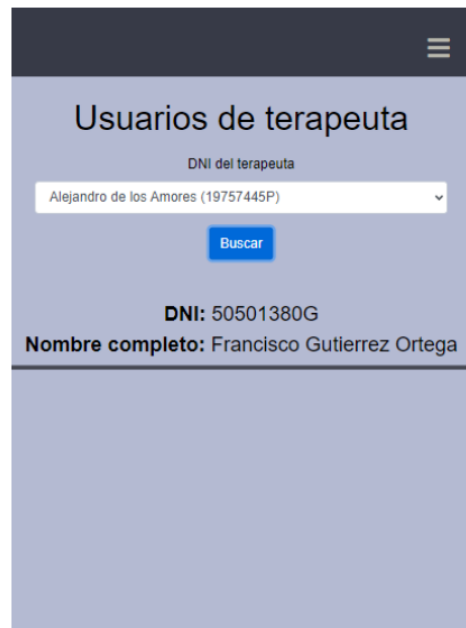 Usuarios de terapeuta
DNI del terapeuta
Alejandro de los Amores (19757445P)
Buscar
DNI: 50501380G
Nombre completo: Francisco Gutierrez Ortega